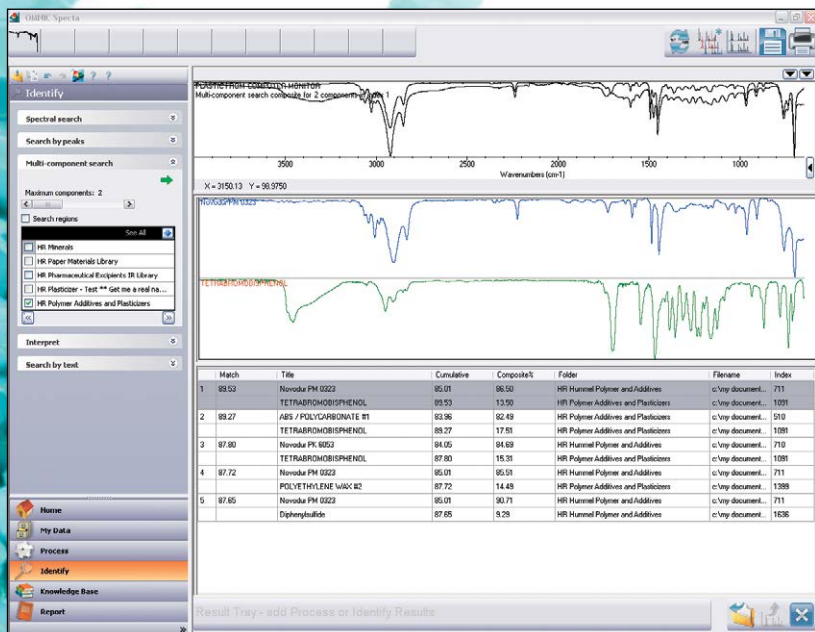 OMNIC Specta
Identify
Spectral search
Search by peaks
Multi-component search
Maximum components: 2
Search regions
See All
HR Minerals
HR Paper Materials Library
HR Pharmaceutical Excipients IR Library
HR Plasticizer - Test ** Get me a real na...
HR Polymer Additives and Plasticizers
Interpret
Search by text
Home
My Data
Process
Identify
Knowledge Base
Report
PLASTIC FROM COMPUTER MONITOR
Multi-component search composite for 2 components of index 1
3500 3000 2500 2000 1500 1000
Wavenumbers (cm-1)
X = 3150.13 Y = 98.9750
Novodur PM 0323
TETRABROMOBISPHENOL
Match Title Cumulative Composite% Folder Filename Index
1 89.53 Novodur PM 0323 85.01 86.50 HR Hummel Polymer and Additives c:\my document... 711
TETRABROMOBISPHENOL 89.53 13.50 HR Polymer Additives and Plasticizers c:\my document... 1091
2 89.27 ABS / POLYCARBONATE #1 83.96 82.49 HR Polymer Additives and Plasticizers c:\my document... 510
TETRABROMOBISPHENOL 89.27 17.51 HR Polymer Additives and Plasticizers c:\my document... 1091
3 87.80 Novodur PK 6053 84.05 84.69 HR Hummel Polymer and Additives c:\my document... 710
TETRABROMOBISPHENOL 87.80 15.31 HR Polymer Additives and Plasticizers c:\my document... 1091
4 87.72 Novodur PM 0323 85.01 85.51 HR Hummel Polymer and Additives c:\my document... 711
POLYETHYLENE WAX #2 87.72 14.49 HR Polymer Additives and Plasticizers c:\my document... 1399
5 87.65 Novodur PM 0323 85.01 90.71 HR Hummel Polymer and Additives c:\my document... 711
Diphenylsulfide 87.65 9.29 HR Polymer Additives and Plasticizers c:\my document... 1636
Result Tray - add Process or Identify Results